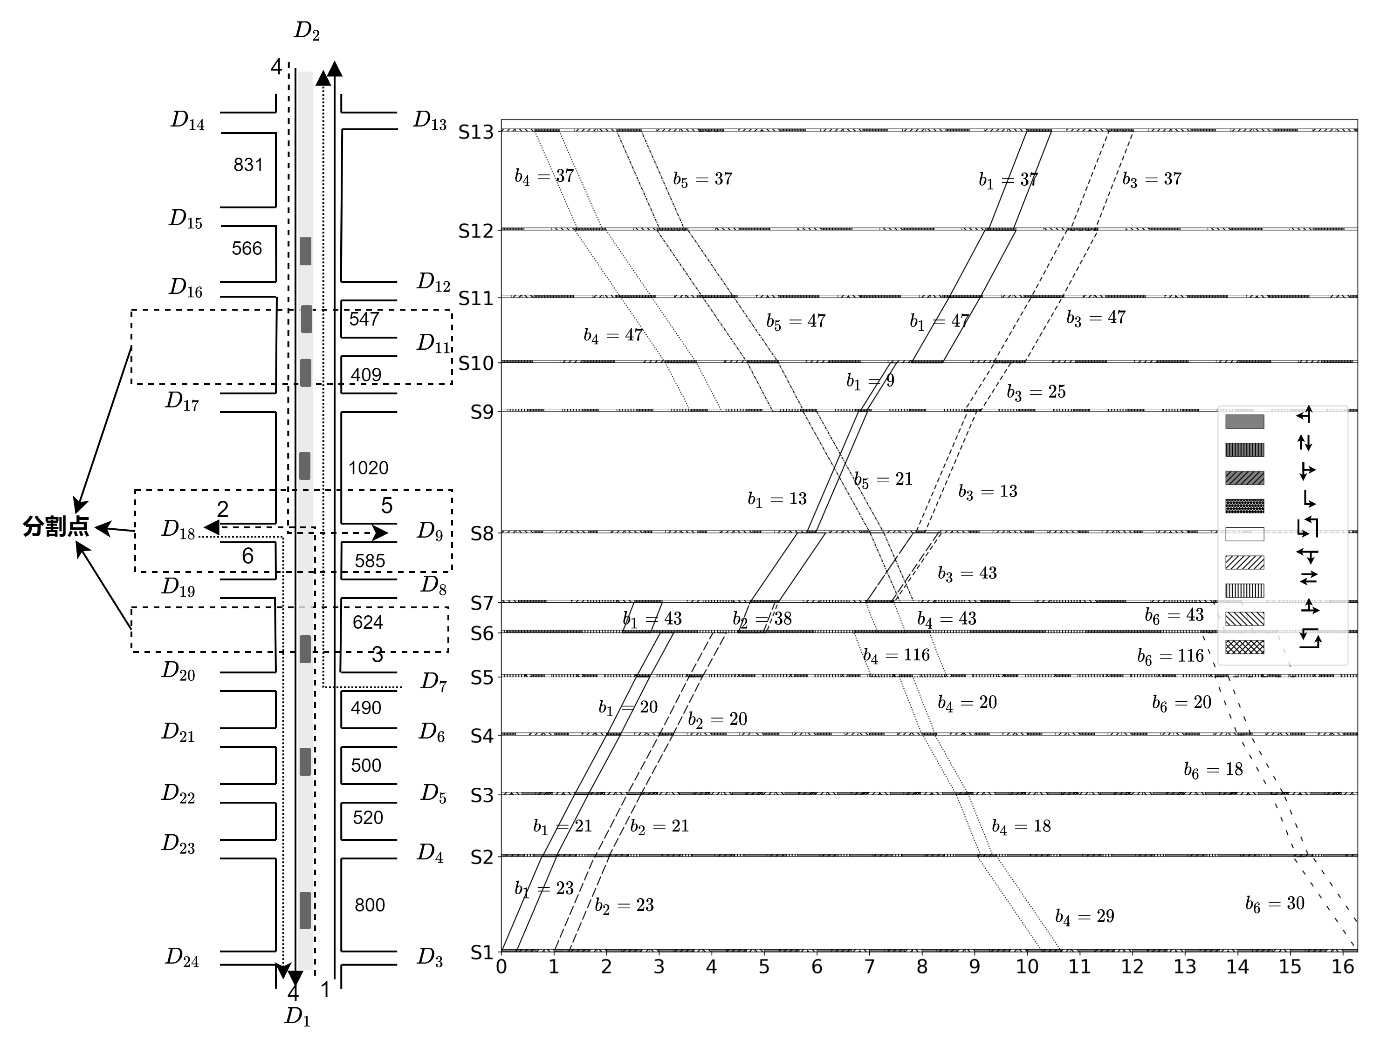 D2
4
D14
D13
831
D15
566
D16
D12
547
D11
409
D17
1020
2
5
分割点
D18
D9
6
585
D19
D8
624
3
D20
D7
490
D21
D6
500
D22
D5
520
D23
D4
800
D24
D3
4
1
D1
S13
b4 = 37
b5 = 37
b1 = 37
b3 = 37
S12
S11
b4 = 47
b5 = 47
b1 = 47
b3 = 47
S10
b1 = 9
b3 = 25
S9
b1 = 13
b5 = 21
b3 = 13
S8
b3 = 43
S7
b1 = 43
b2 = 38
b4 = 43
b6 = 43
S6
b4 = 116
b6 = 116
S5
b1 = 20
b2 = 20
b4 = 20
b6 = 20
S4
b6 = 18
S3
b1 = 21
b2 = 21
b4 = 18
S2
b1 = 23
b2 = 23
b4 = 29
b6 = 30
S1
0 1 2 3 4 5 6 7 8 9 10 11 12 13 14 15 16